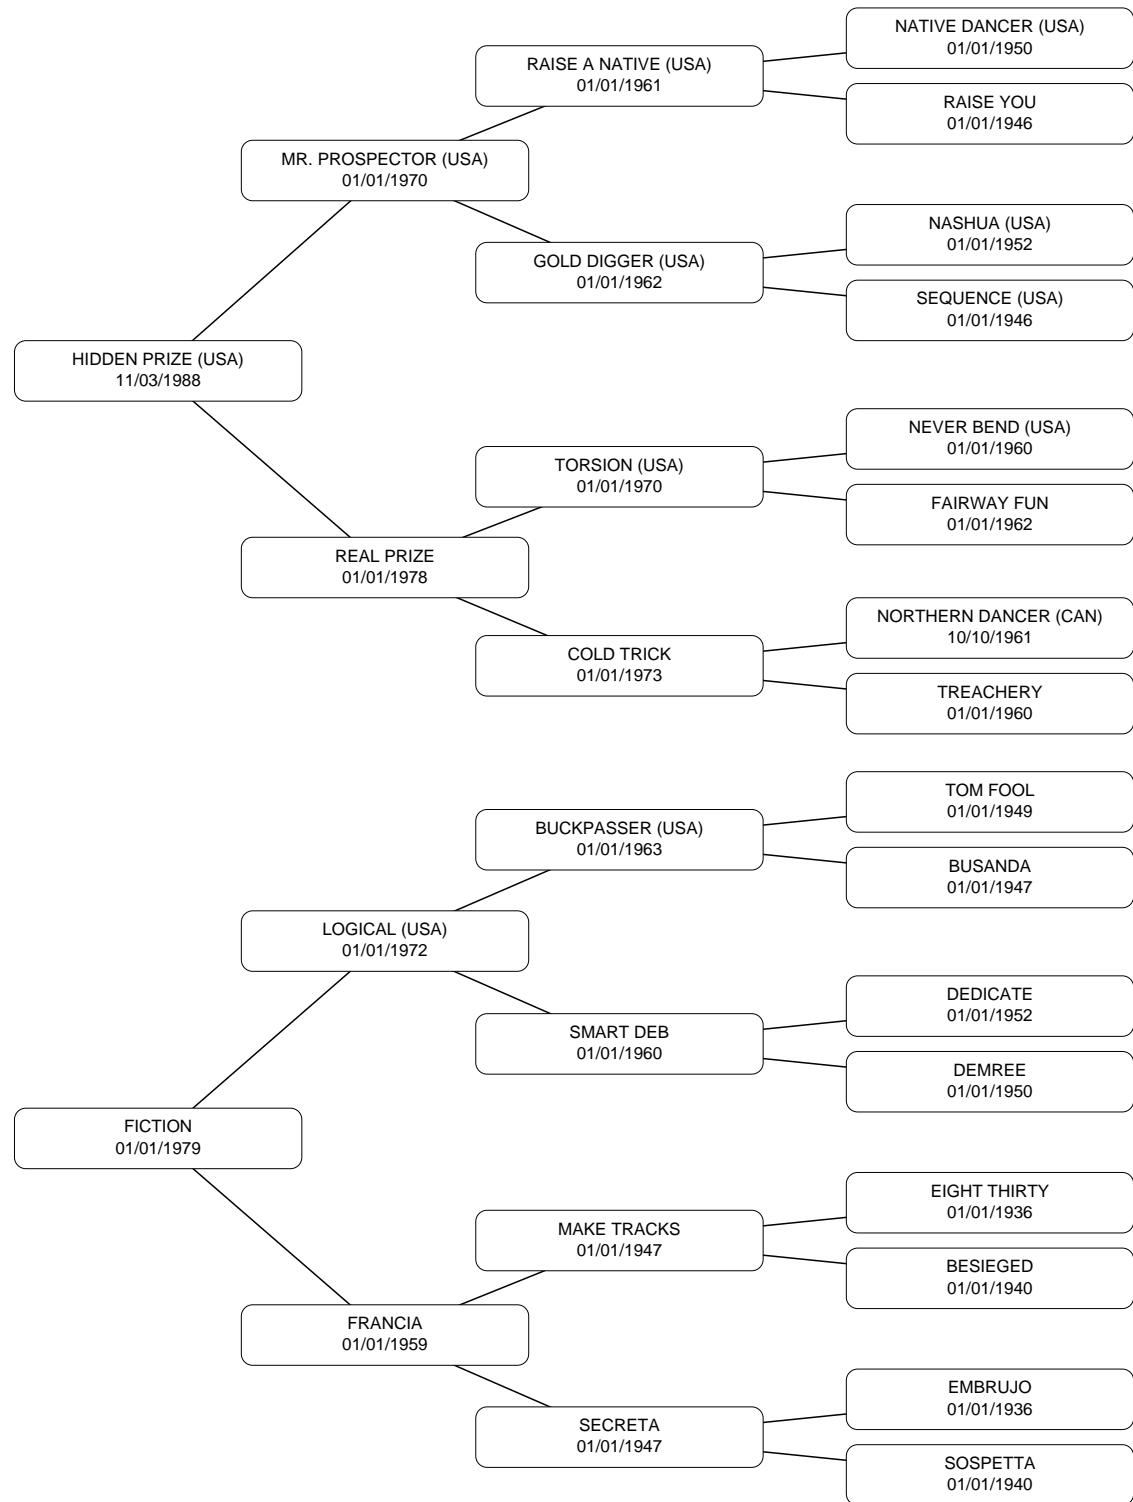 NATIVE DANCER (USA)
01/01/1950
RAISE A NATIVE (USA)
01/01/1961
RAISE YOU
01/01/1946
MR. PROSPECTOR (USA)
01/01/1970
NASHUA (USA)
01/01/1952
GOLD DIGGER (USA)
01/01/1962
SEQUENCE (USA)
01/01/1946
HIDDEN PRIZE (USA)
11/03/1988
NEVER BEND (USA)
01/01/1960
TORSION (USA)
01/01/1970
FAIRWAY FUN
01/01/1962
REAL PRIZE
01/01/1978
NORTHERN DANCER (CAN)
10/10/1961
COLD TRICK
01/01/1973
TREACHERY
01/01/1960
TOM FOOL
01/01/1949
BUCKPASSER (USA)
01/01/1963
BUSANDA
01/01/1947
LOGICAL (USA)
01/01/1972
DEDICATE
01/01/1952
SMART DEB
01/01/1960
DEMREE
01/01/1950
FICTION
01/01/1979
EIGHT THIRTY
01/01/1936
MAKE TRACKS
01/01/1947
BESIEGED
01/01/1940
FRANCIA
01/01/1959
EMBRUJO
01/01/1936
SECRETA
01/01/1947
SOSPETTA
01/01/1940